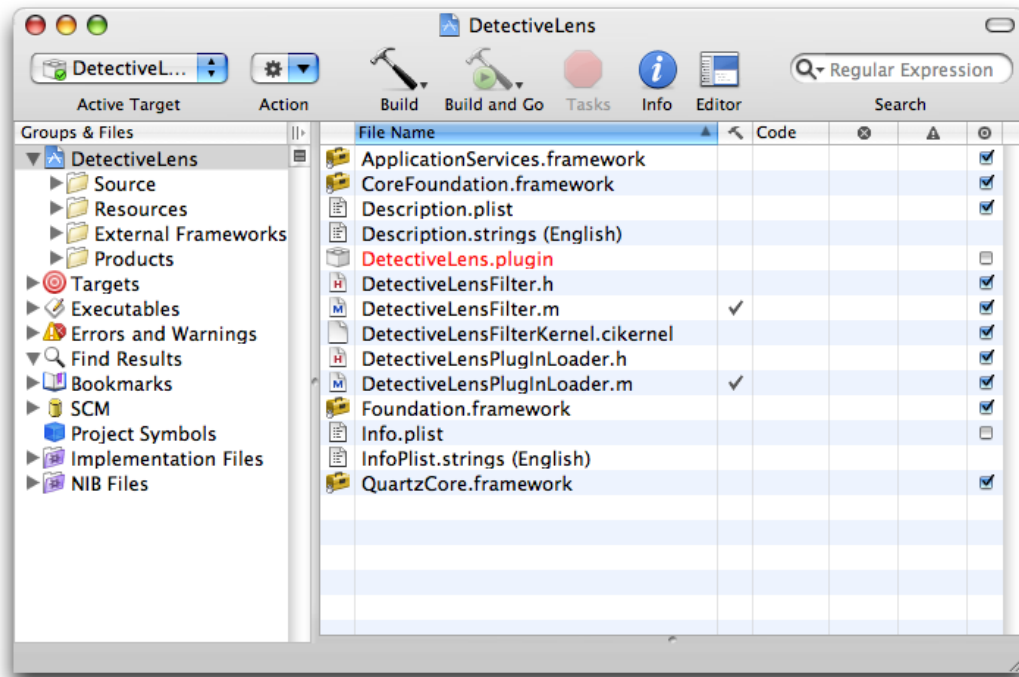 DetectiveLens
DetectiveL...
Regular Expression
Active Target
Action
Build
Build and Go
Tasks
Info
Editor
Search
Groups & Files
File Name
Code
DetectiveLens
Source
Resources
External Frameworks
Products
Targets
Executables
Errors and Warnings
Find Results
Bookmarks
SCM
Project Symbols
Implementation Files
NIB Files
ApplicationServices.framework
CoreFoundation.framework
Description.plist
Description.strings (English)
DetectiveLens.plugin
DetectiveLensFilter.h
DetectiveLensFilter.m
DetectiveLensFilterKernel.cikernel
DetectiveLensPlugInLoader.h
DetectiveLensPlugInLoader.m
Foundation.framework
Info.plist
InfoPlist.strings (English)
QuartzCore.framework